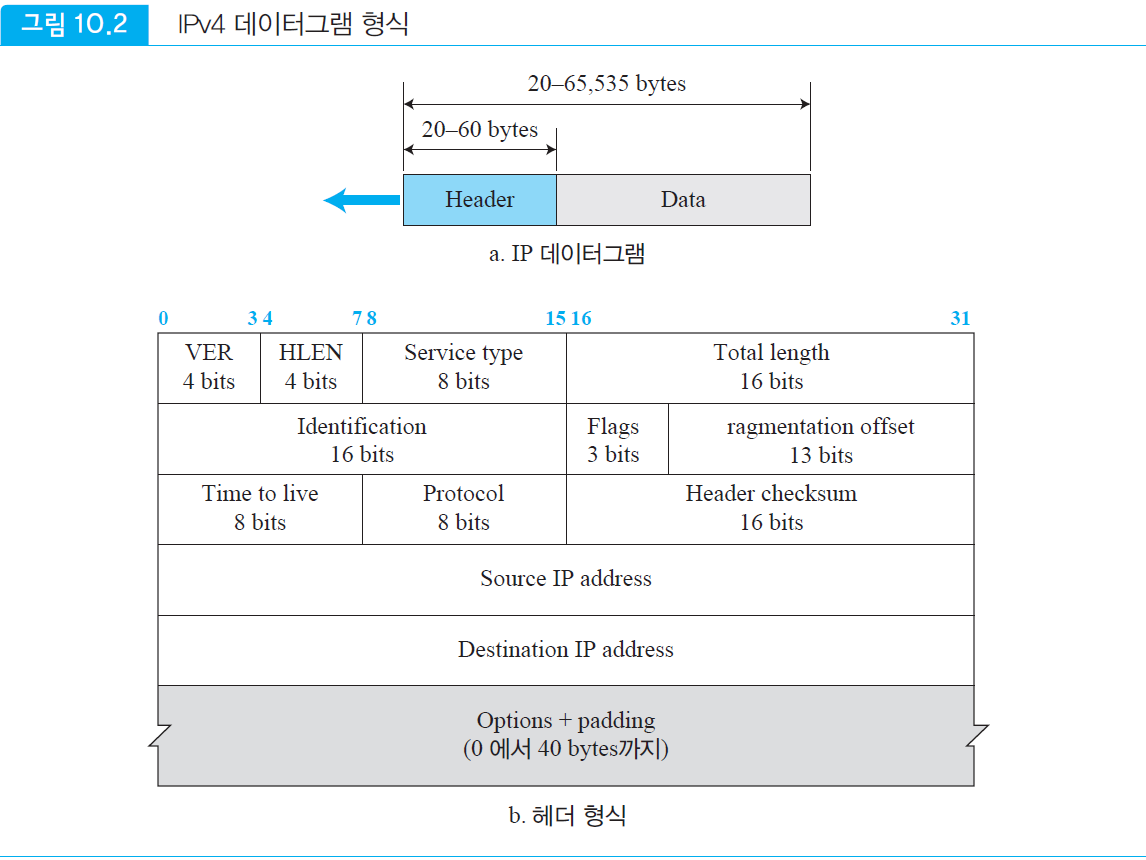 그림 10.2 IPv4 데이터그램 형식
20–65,535 bytes
20–60 bytes
Header Data
a. IP 데이터그램
0 3 4 7 8 15 16 31
VER HLEN Service type Total length
4 bits 4 bits 8 bits 16 bits
Identification Flags ragmentation offset
16 bits 3 bits 13 bits
Time to live Protocol Header checksum
8 bits 8 bits 16 bits
Source IP address
Destination IP address
Options + padding
(0 에서 40 bytes까지)
b. 헤더 형식